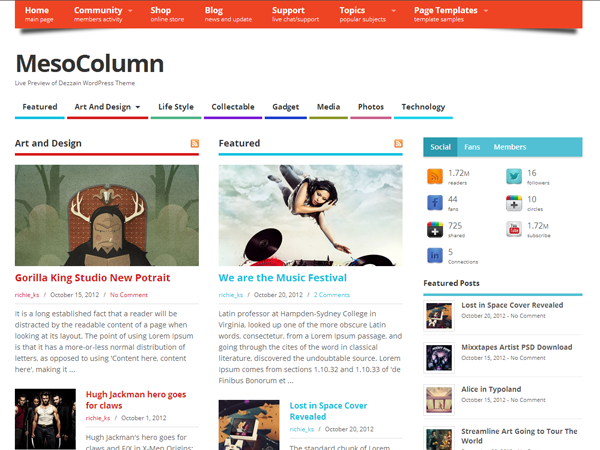 Home Community Shop Blog Support Topics Page Templates
main page members activity online store news and update live chat/support popular subjects template samples
MesoColumn
Live Preview of Dezzain WordPress Theme
Featured Art And Design Life Style Collectable Gadget Media Photos Technology
Art and Design
Gorilla King Studio New Potrait
richie_ks / October 15, 2012 / No Comment
It is a long established fact that a reader will be
distracted by the readable content of a page when
looking at its layout. The point of using Lorem
Ipsum is that it has a more-or-less normal
distribution of letters, as opposed to using 'Content here, content
here', making it ...
Hugh Jackman hero goes
for claws
richie_ks / October 1, 2012
Hugh Jackman's hero goes for
claws and F/X in X-Men Origins:
Featured
We are the Music Festival
richie_ks / October 20, 2012 / 2 Comments
Latin professor at Hampden-Sydney College in
Virginia, looked up one of the more obscure Latin
words, consectetur, from a Lorem Ipsum passage, and
going through the cites of the word in classical
literature, discovered the undoubtable source. Lorem
Ipsum comes from sections 1.10.32 and 1.10.33 of 'de
Finibus Bonorum et ...
Lost in Space Cover
Revealed
richie_ks / October 20, 2012
The standard chunk of Lorem
Social Fans Members
1.72M 16
readers followers
44 10
fans circles
725 1.72M
shared subscribe
5
Connections
Featured Posts
Lost in Space Cover Revealed
October 20, 2012 - No Comment
Mixxtapes Artist PSD Download
October 15, 2012 - No Comment
Alice in Typoland
October 15, 2012 - No Comment
Streamline Art Going to Tour The
World
October 15, 2012 - No Comment